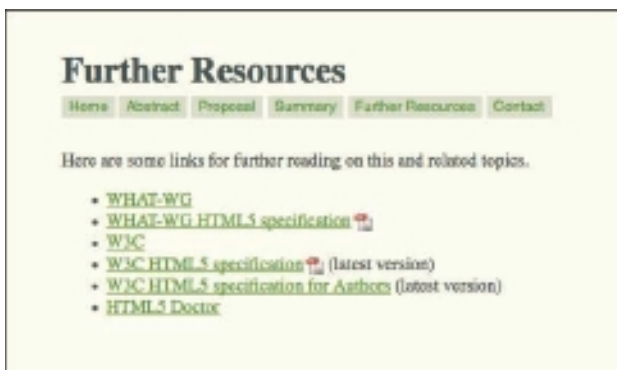 Further Resources
Home Abstract Proposal Summary Further Resources Contact
Here are some links for further reading on this and related topics.
• WHAT-WG
• WHAT-WG HTML5 specification
• W3C
• W3C HTML5 specification (latest version)
• W3C HTML5 specification for Authors (latest version)
• HTML5 Doctor